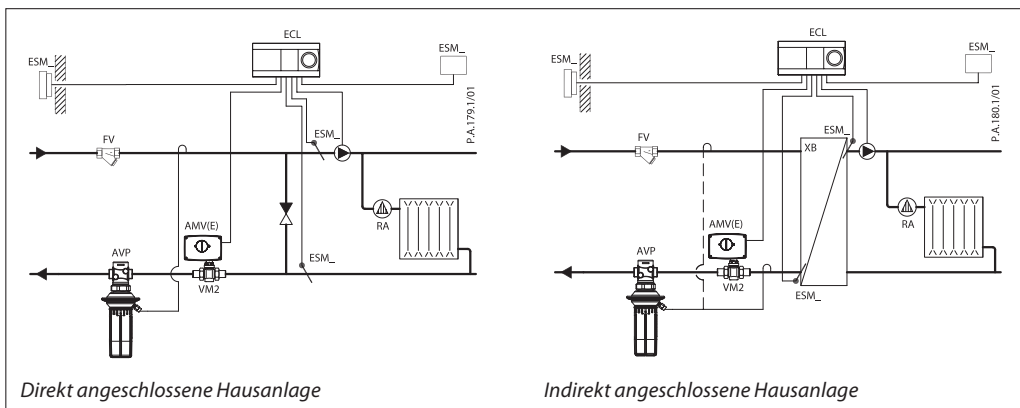 ECL
ESM_
ESM_
P.A.179.1/01
FV
ESM_
AMV(E)
RA
AVP
ESM_
VM2
Direkt angeschlossene Hausanlage
ECL
ESM_
ESM_
P.A.180.1/01
FV
ESM_
XB
AMV(E)
RA
AVP
VM2
ESM_
Indirekt angeschlossene Hausanlage